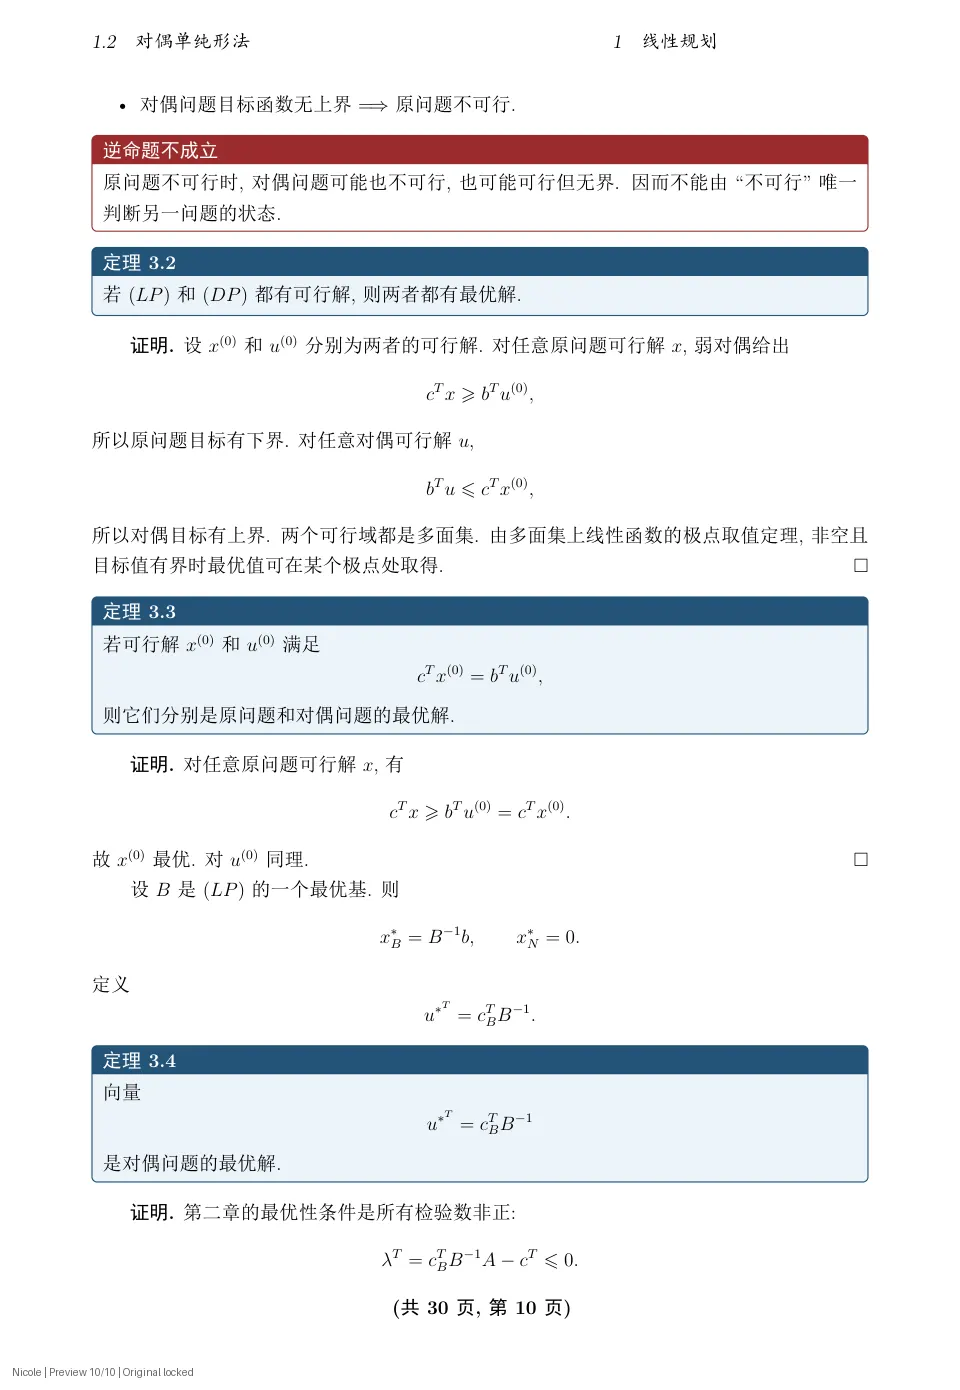 1.2 对偶单纯形法 1 线性规划
• 对偶问题目标函数无上界 ⟹ 原问题不可行.
逆命题不成立
原问题不可行时, 对偶问题可能也不可行, 也可能可行但无界. 因而不能由 “不可行” 唯一
判断另一问题的状态.
定理 3.2
若 (LP) 和 (DP) 都有可行解, 则两者都有最优解.
证明. 设 x^{(0)} 和 u^{(0)} 分别为两者的可行解. 对任意原问题可行解 x, 弱对偶给出
c^T x ⩾ b^T u^{(0)},
所以原问题目标有下界. 对任意对偶可行解 u,
b^T u ⩽ c^T x^{(0)},
所以对偶目标有上界. 两个可行域都是多面集. 由多面集上线性函数的极点取值定理, 非空且
目标值有界时最优值可在某个极点处取得. □
定理 3.3
若可行解 x^{(0)} 和 u^{(0)} 满足
c^T x^{(0)} = b^T u^{(0)},
则它们分别是原问题和对偶问题的最优解.
证明. 对任意原问题可行解 x, 有
c^T x ⩾ b^T u^{(0)} = c^T x^{(0)}.
故 x^{(0)} 最优. 对 u^{(0)} 同理. □
设 B 是 (LP) 的一个最优基. 则
x_B^* = B^{-1}b, x_N^* = 0.
定义
u^{*^T} = c_B^T B^{-1}.
定理 3.4
向量
u^{*^T} = c_B^T B^{-1}
是对偶问题的最优解.
证明. 第二章的最优性条件是所有检验数非正:
λ^T = c_B^T B^{-1} A − c^T ⩽ 0.
(共 30 页, 第 10 页)
Nicole | Preview 10/10 | Original locked